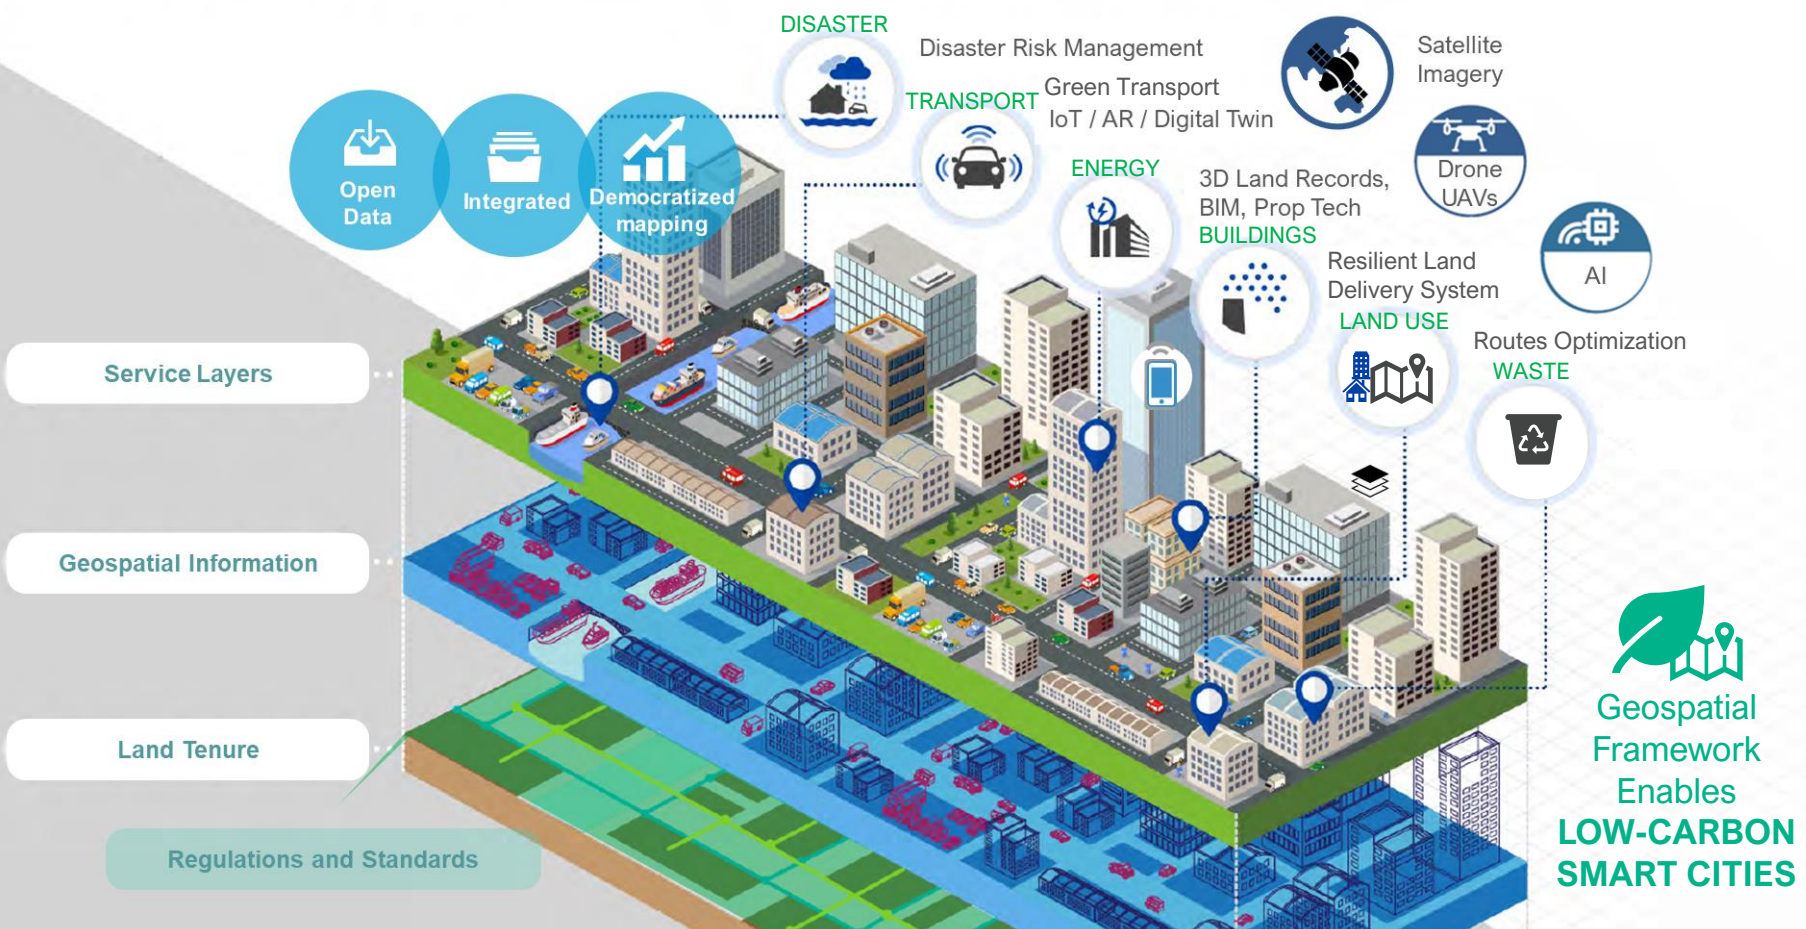 DISASTER
Disaster Risk Management
TRANSPORT
Green Transport
IoT / AR / Digital Twin
Satellite
Imagery
Drone
UAVs
AI
Open
Data
Integrated
Democratized
mapping
ENERGY
3D Land Records,
BIM, Prop Tech
BUILDINGS
Resilient Land
Delivery System
LAND USE
Routes Optimization
WASTE
Service Layers
Geospatial Information
Land Tenure
Regulations and Standards
Geospatial
Framework
Enables
LOW-CARBON
SMART CITIES